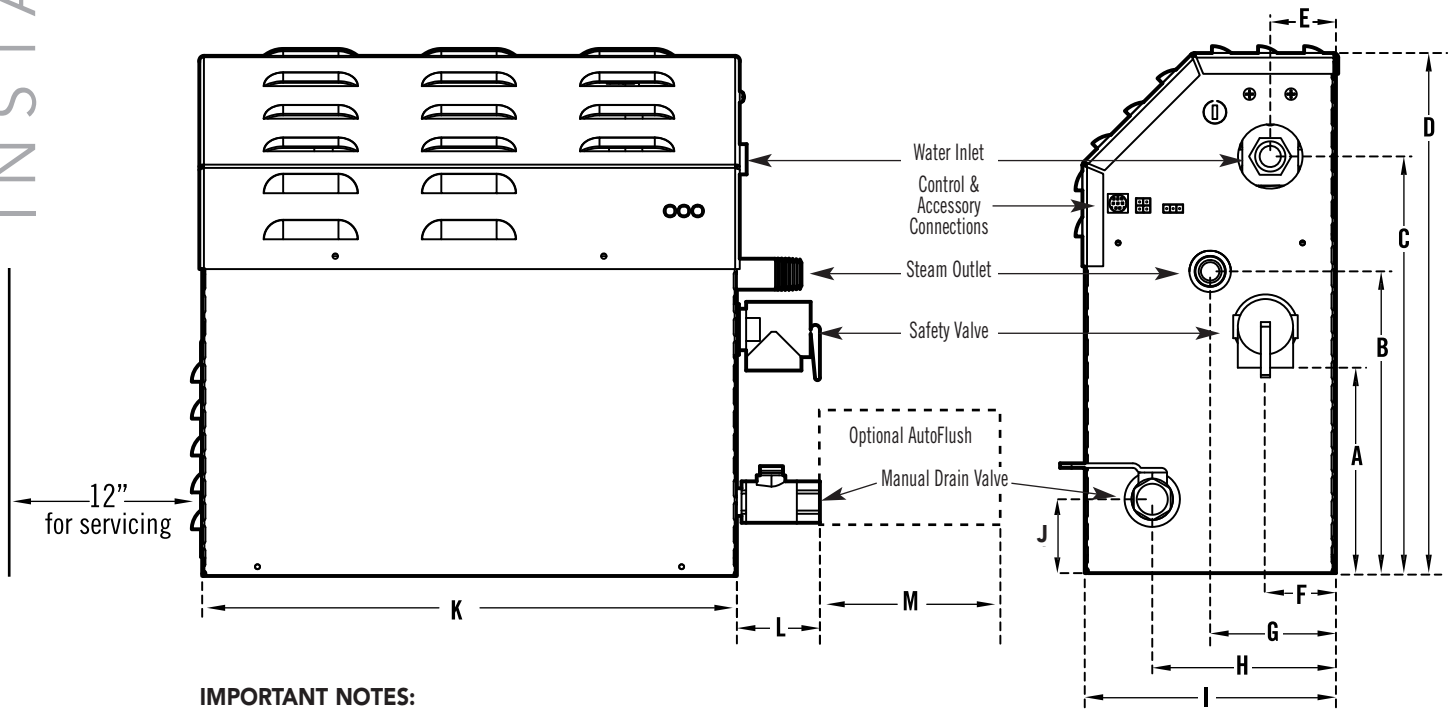 INSTA
E
D
Water Inlet
Control &
Accessory
Connections
C
Steam Outlet
Safety Valve
B
A
Optional AutoFlush
Manual Drain Valve
12”
for servicing
J
F
K
L
M
G
H
I
IMPORTANT NOTES: